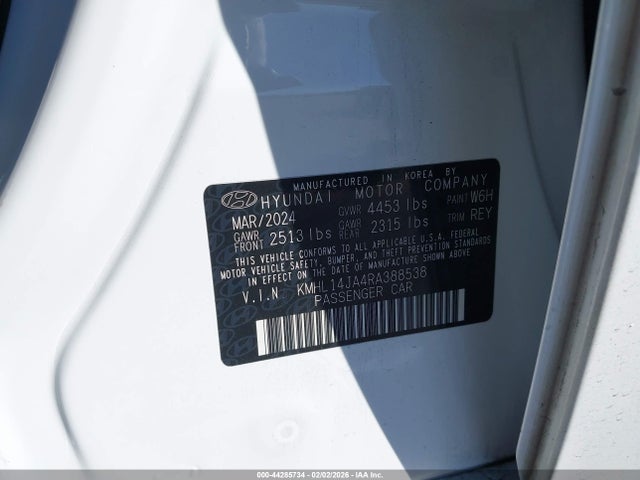 MANUFACTURED IN KOREA BY
HYUNDAI MOTOR COMPANY
MAR/2024 GVWR 4453 lbs PAINT W6H
GAWR FRONT 2513 lbs GAWR REAR 2315 lbs TRIM REY
THIS VEHICLE CONFORMS TO ALL APPLICABLE U.S.A. FEDERAL
MOTOR VEHICLE SAFETY, BUMPER, AND THEFT PREVENTION STANDARDS
IN EFFECT ON THE DATE OF MANUFACTURE SHOWN ABOVE.
V.I.N. KMHL14JA4RA388538
PASSENGER CAR
000-44285734 - 02/02/2026 - IAA Inc.